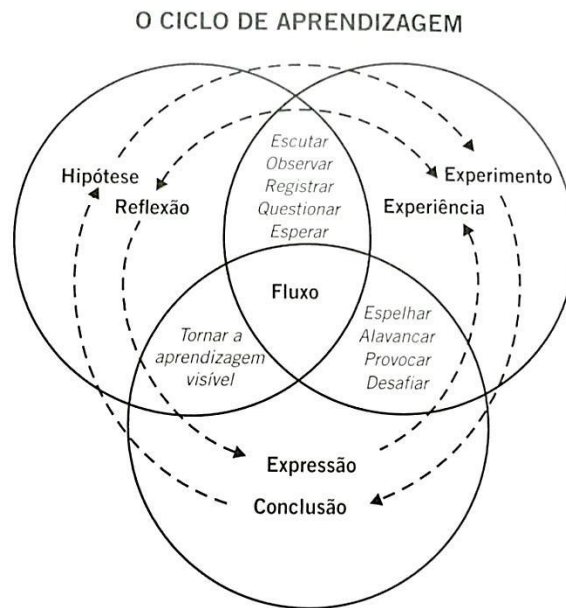 O CICLO DE APRENDIZAGEM
Escutar
Observar
Registrar
Questionar
Esperar
Hipótese
Reflexão
Experimento
Experiência
Fluxo
Tornar a
aprendizagem
visível
Espelhar
Alavancar
Provocar
Desafiar
Expressão
Conclusão